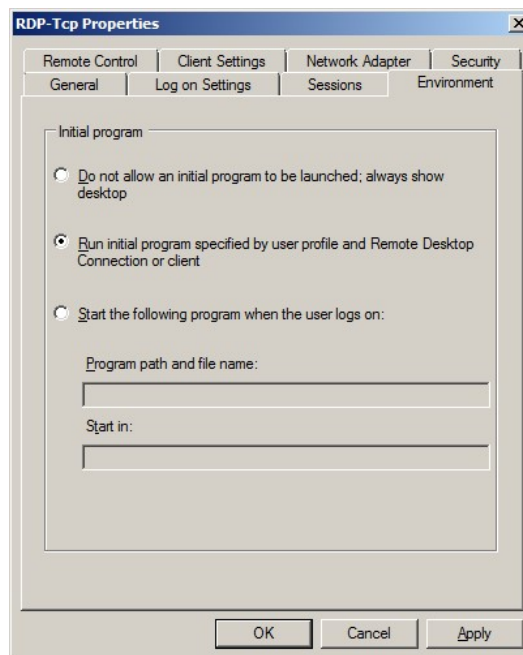 RDP-Tcp Properties
Remote Control
Client Settings
Network Adapter
Security
General
Log on Settings
Sessions
Environment
Initial program
Do not allow an initial program to be launched; always show
desktop
Run initial program specified by user profile and Remote Desktop
Connection or client
Start the following program when the user logs on:
Program path and file name:
Start in:
OK
Cancel
Apply